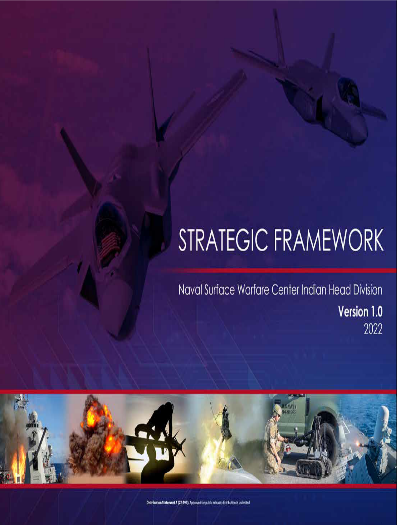 STRATEGIC FRAMEWORK
Naval Surface Warfare Center Indian Head Division
Version 1.0
2022